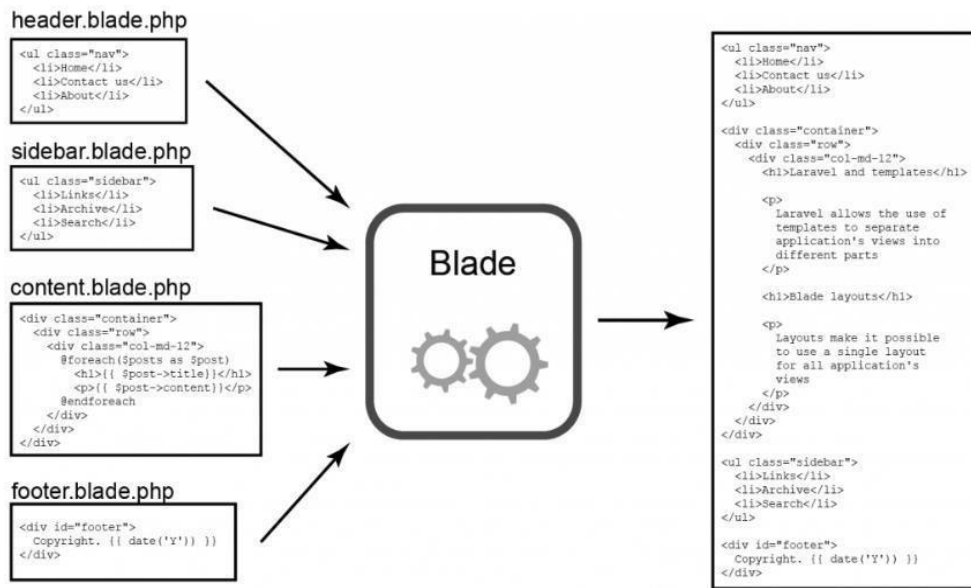 header.blade.php
<ul class="nav">
<li>Home</li>
<li>Contact us</li>
<li>About</li>
</ul>
sidebar.blade.php
<ul class="sidebar">
<li>Links</li>
<li>Archive</li>
<li>Search</li>
</ul>
content.blade.php
<div class="container">
<div class="row">
<div class="col-md-12">
@foreach($posts as $post)
<h1>{{ $post->title}}</h1>
<p>{{ $post->content}}</p>
@endforeach
</div>
</div>
</div>
footer.blade.php
<div id="footer">
Copyright. {{ date('Y')) }}
</div>
Blade
<ul class="nav">
<li>Home</li>
<li>Contact us</li>
<li>About</li>
</ul>
<div class="container">
<div class="row">
<div class="col-md-12">
<h1>Laravel and templates</h1>
<p>
Laravel allows the use of
templates to separate
application's views into
different parts
</p>
<h1>Blade layouts</h1>
<p>
Layouts make it possible
to use a single layout
for all application's
views
</p>
</div>
</div>
</div>
<ul class="sidebar">
<li>Links</li>
<li>Archive</li>
<li>Search</li>
</ul>
<div id="footer">
Copyright. {{ date('Y')) }}
</div>